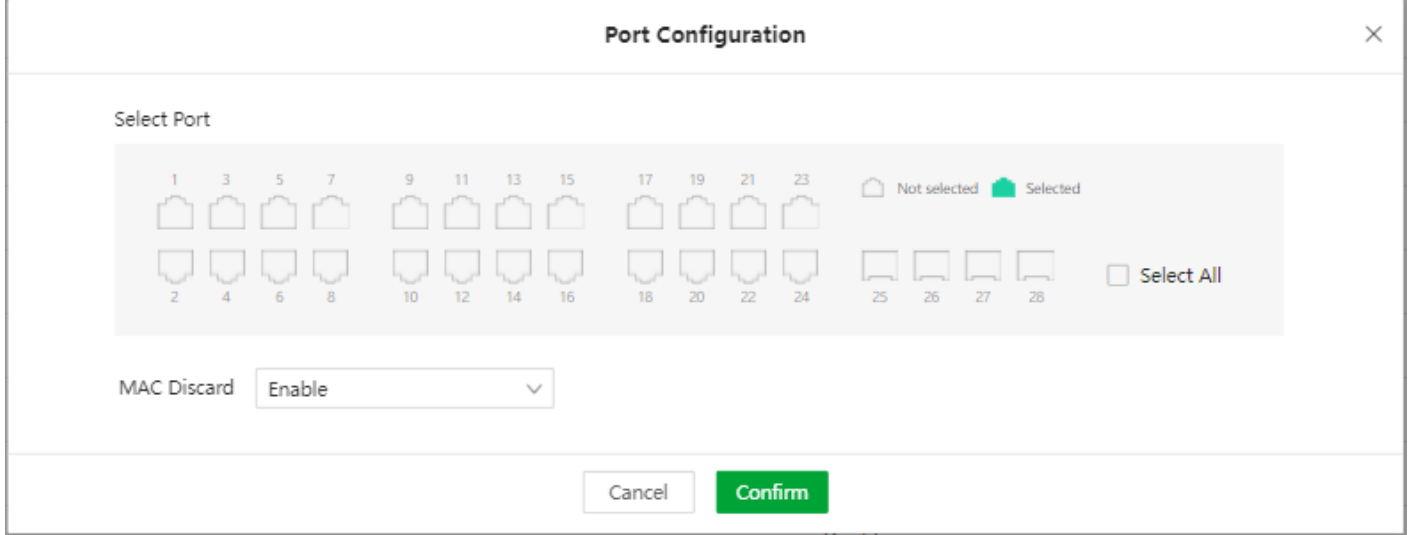 Port Configuration
Select Port
1 3 5 7 9 11 13 15 17 19 21 23
Not selected Selected
2 4 6 8 10 12 14 16 18 20 22 24 25 26 27 28
Select All
MAC Discard Enable
Cancel Confirm